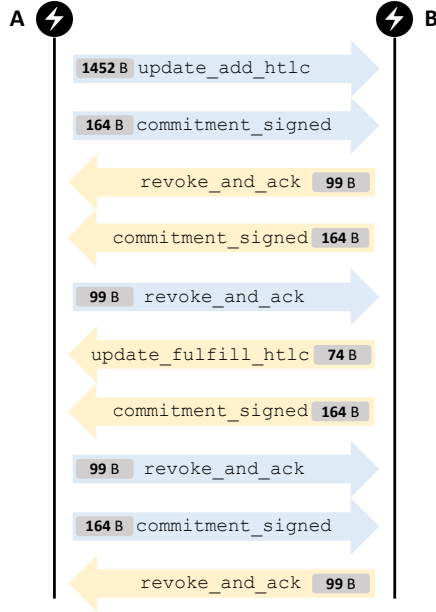 A B
1452 B update_add_htlc
164 B commitment_signed
revoke_and_ack 99 B
commitment_signed 164 B
99 B revoke_and_ack
update_fulfill_htlc 74 B
commitment_signed 164 B
99 B revoke_and_ack
164 B commitment_signed
revoke_and_ack 99 B